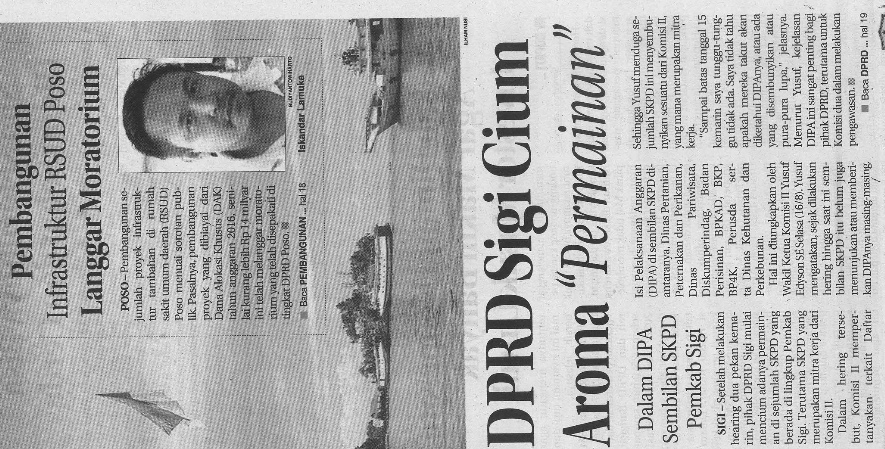 Pembangunan
Infrastruktur RSUD Poso
Langgar Moratorium
POSO – Pembangunan se-
jumlah proyek infrastruk-
tur tambahan di rumah
sakit umum daerah (RSUD)
Poso menuai sorotan pub-
lik. Pasalnya, pembangunan
proyek yang dibiayai dari
Dana Alokasi Khusus (DAK)
tahun anggaran 2016, seni-
lai kurang lebih Rp 14 milyar
ini telah melanggar morato-
rium yang telah disepakati di
tingkat DPRD Poso.
Baca PEMBANGUNAN ... hal 18
Iskandar Lamuka
DPRD Sigi Cium
Aroma "Permainan"
Dalam DIPA
Sembilan SKPD
Pemkab Sigi
SIGI – Setelah melakukan
hearing dua pekan kema-
rin, pihak DPRD Sigi mulai
mencium adanya permain-
an di sejumlah SKPD yang
berada di lingkup Pemkab
Sigi. Terutama SKPD yang
merupakan mitra kerja dari
Komisi II.
Dalam hering terse-
but, Komisi II memper-
tanyakan terkait Daftar
Isi Pelaksanaan Anggaran
(DIPA) di sembilan SKPD di-
antaranya, Dinas Pertanian,
Peternakan dan Perikanan,
Dinas Pariwisata,
Diskumperindag, Badan
Perisinan, BPKAD, BKP,
BP4K, Perusda ser-
ta Dinas Kehutanan dan
Perkebunan.
Hal ini diungkapkan oleh
Wakil Ketua Komisi II Yusuf
Edyson SE Selasa (16/8). Yusuf
mengatakan, sejak dilakukan
hering hingga saat ini sem-
bilan SKPD itu belum juga
menunjukan atau memberi-
kan DIPAnya masing-masing.
Sehingga Yusuf menduga se-
jumlah SKPD ini menyembu-
nyikan sesuatu dari Komisi II,
yang mana merupakan mitra
kerja.
"Sampai batas tanggal 15
kemarin saya tunggu-tung-
gu tidak ada. Saya tidak tahu
apakah mereka takut akan
diketahui DIPAnya, atau ada
yang disembunyikan atau
pura-pura lupa," jelasnya.
Menurut Yusuf, kejelasan
DIPA ini sangat penting bagi
pihak DPRD, terutama untuk
Komisi dua dalam melakukan
pengawasan.
Baca DPRD ... hal 19